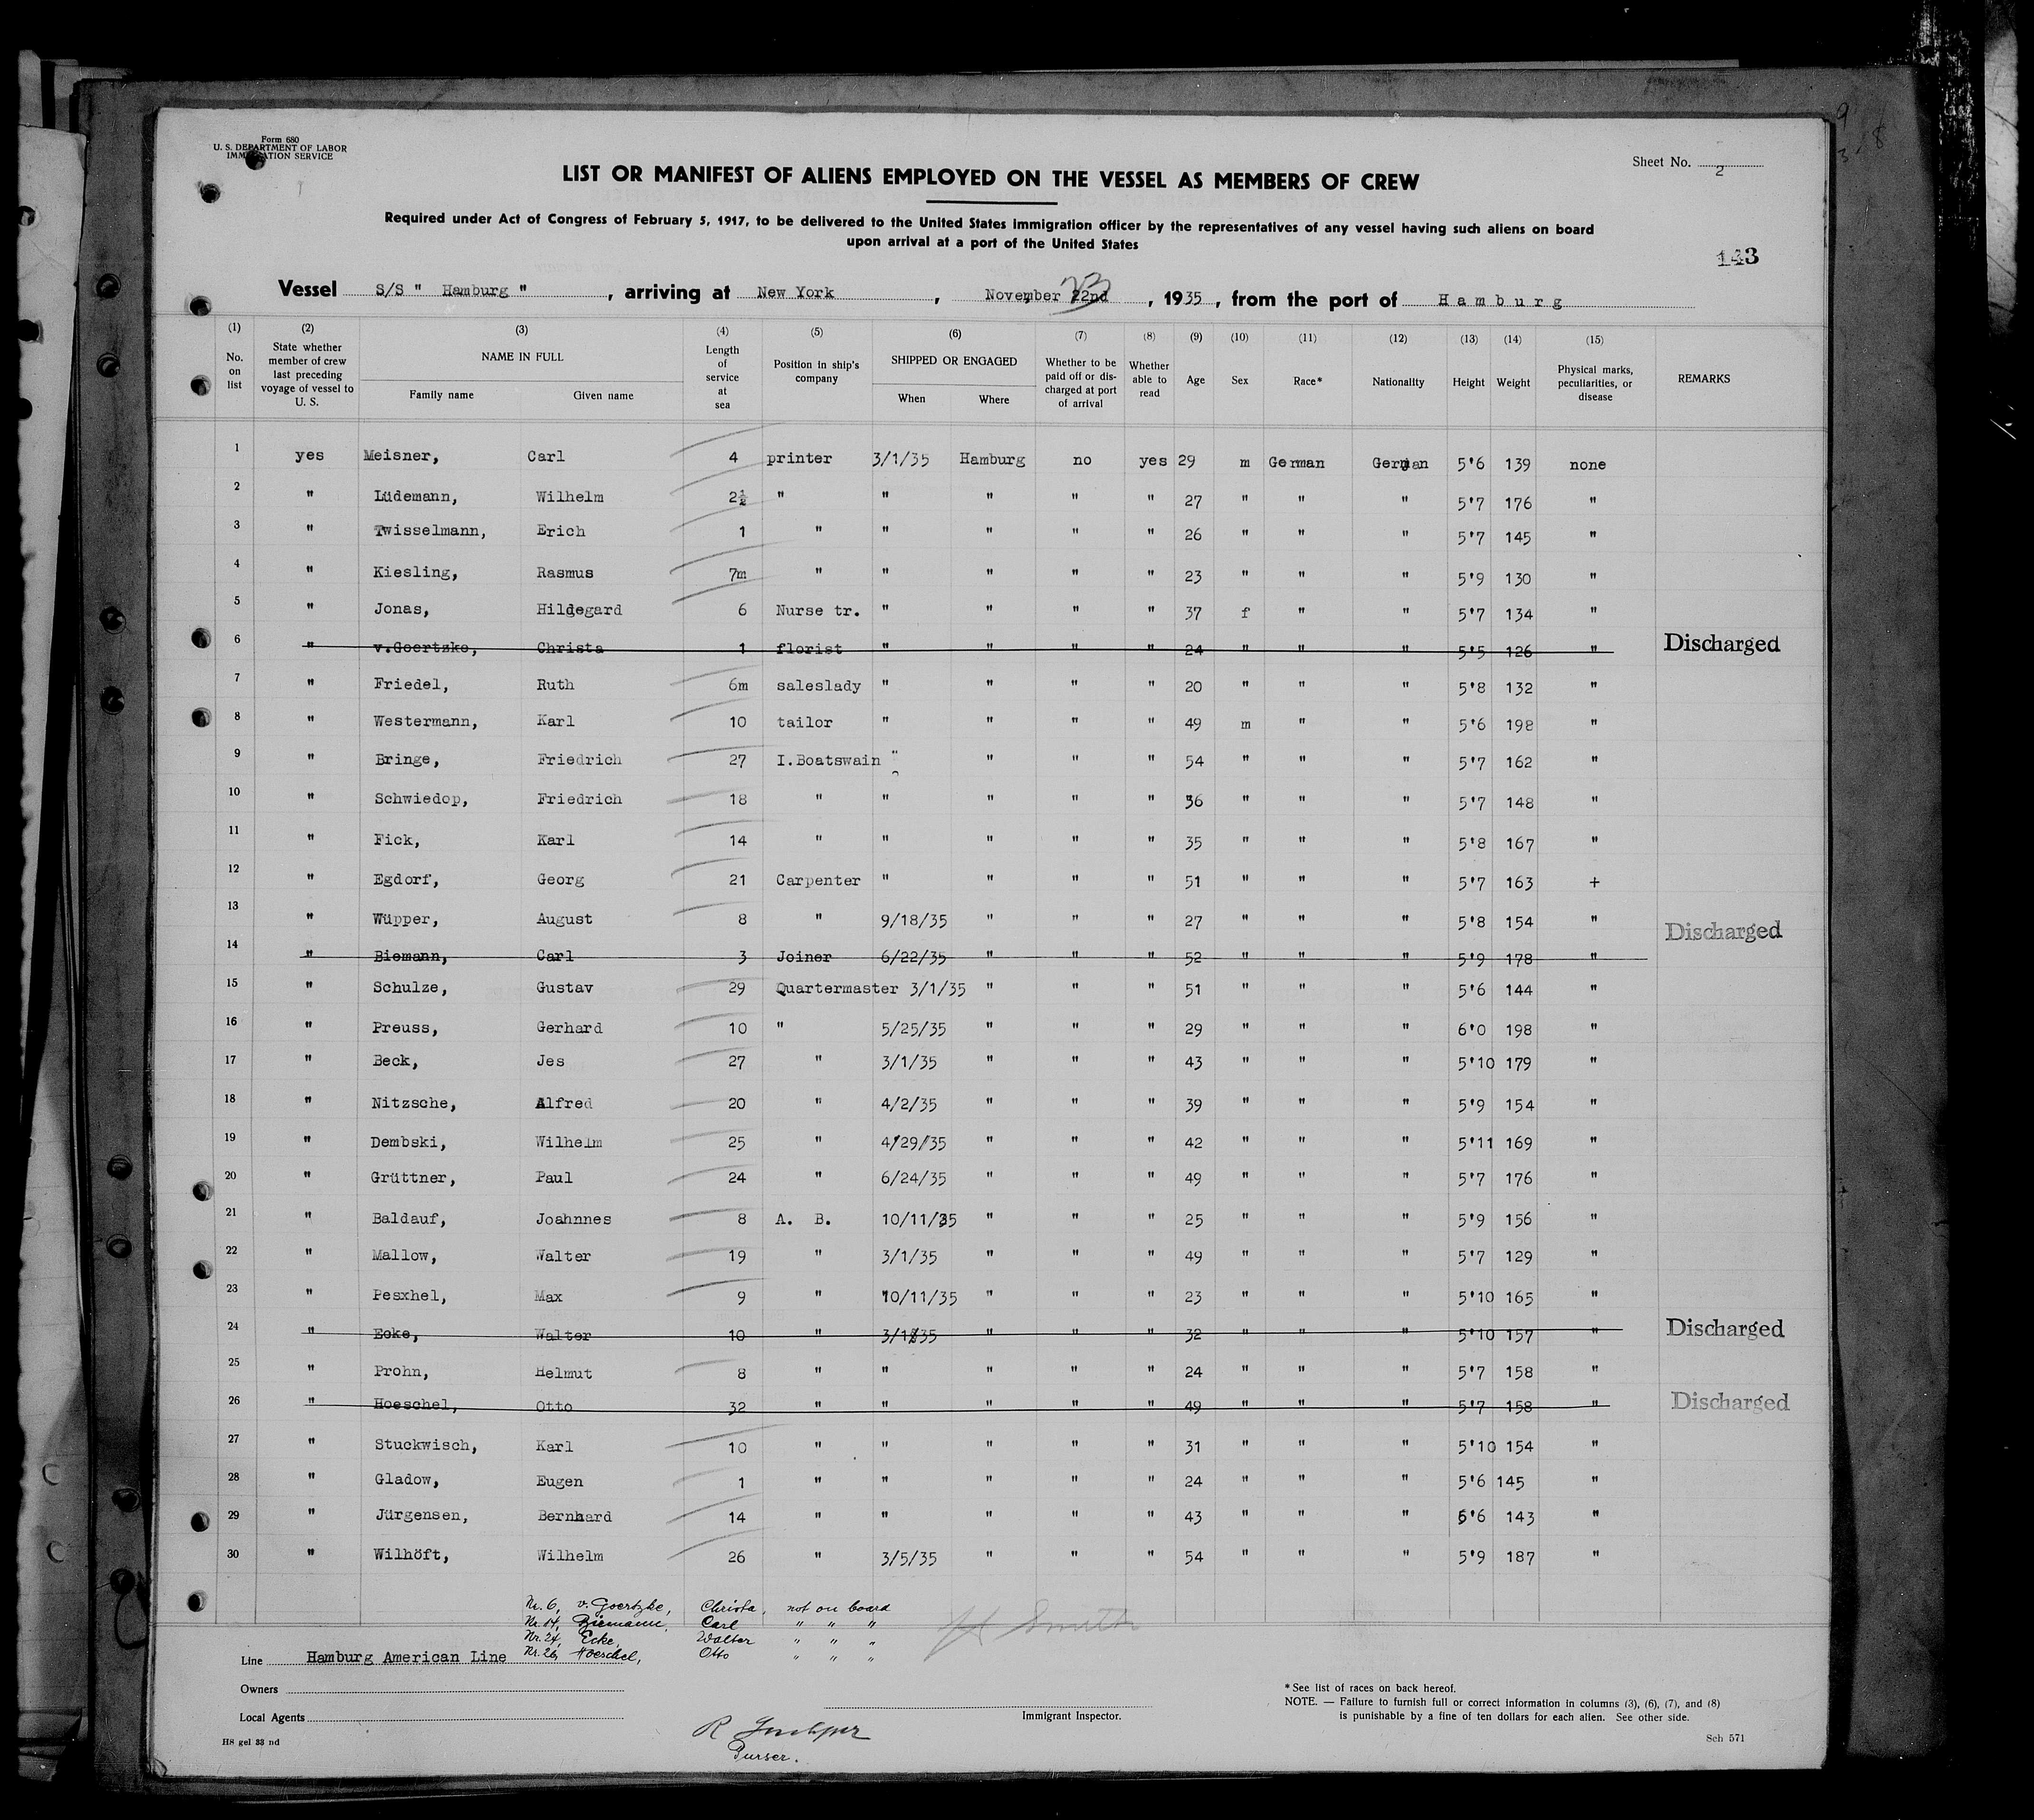 Form 680
U. S. DEPARTMENT OF LABOR
IMMIGRATION SERVICE
Sheet No. 2
LIST OR MANIFEST OF ALIENS EMPLOYED ON THE VESSEL AS MEMBERS OF CREW
Required under Act of Congress of February 5, 1917, to be delivered to the United States immigration officer by the representatives of any vessel having such aliens on board
upon arrival at a port of the United States
143
Vessel S/S " Hamburg " , arriving at New York , November 22nd 23 , 1935 , from the port of Hamburg
(1) (2) (3) (4) (5) (6) (7) (8) (9) (10) (11) (12) (13) (14) (15)
No. on list State whether member of crew last preceding voyage of vessel to U. S. NAME IN FULL Family name Given name Length of service at sea Position in ship's company SHIPPED OR ENGAGED When Where Whether to be paid off or discharged at port of arrival Whether able to read Age Sex Race* Nationality Height Weight Physical marks, peculiarities, or disease REMARKS
1 yes Meisner, Carl 4 printer 3/1/35 Hamburg no yes 29 m German German 5'6 139 none
2 " Lüdemann, Wilhelm 2½ " " " " " 27 " " " 5'7 176 "
3 " Twisselmann, Erich 1 " " " " " 26 " " " 5'7 145 "
4 " Kiesling, Rasmus 7m " " " " " 23 " " " 5'9 130 "
5 " Jonas, Hildegard 6 Nurse tr. " " " " 37 f " " 5'7 134 "
6 " v.Goertzke, Christa 1 florist " " " " 24 " " " 5'5 126 " Discharged
7 " Friedel, Ruth 6m saleslady " " " " 20 " " " 5'8 132 "
8 " Westermann, Karl 10 tailor " " " " 49 m " " 5'6 198 "
9 " Bringe, Friedrich 27 I.Boatswain " " " " 54 " " " 5'7 162 "
10 " Schwiedop, Friedrich 18 " " " " " 36 " " " 5'7 148 "
11 " Fick, Karl 14 " " " " " 35 " " " 5'8 167 "
12 " Egdorf, Georg 21 Carpenter " " " " 51 " " " 5'7 163 +
13 " Wüpper, August 8 " 9/18/35 " " " 27 " " " 5'8 154 "
14 " Biemann, Carl 3 Joiner 6/22/35 " " " 52 " " " 5'9 178 " Discharged
15 " Schulze, Gustav 29 Quartermaster 3/1/35 " " " 51 " " " 5'6 144 "
16 " Preuss, Gerhard 10 " 5/25/35 " " " 29 " " " 6'0 198 "
17 " Beck, Jes 27 " 3/1/35 " " " 43 " " " 5'10 179 "
18 " Nitzsche, Alfred 20 " 4/2/35 " " " 39 " " " 5'9 154 "
19 " Dembski, Wilhelm 25 " 4/29/35 " " " 42 " " " 5'11 169 "
20 " Grüttner, Paul 24 " 6/24/35 " " " 49 " " " 5'7 176 "
21 " Baldauf, Joahnnes 8 A. B. 10/11/35 " " " 25 " " " 5'9 156 "
22 " Mallow, Walter 19 " 3/1/35 " " " 49 " " " 5'7 129 "
23 " Pesxhel, Max 9 " 10/11/35 " " " 23 " " " 5'10 165 "
24 " Ecke, Walter 10 " 3/1/35 " " " 32 " " " 5'10 157 " Discharged
25 " Prohn, Helmut 8 " " " " " 24 " " " 5'7 158 "
26 " Hoeschel, Otto 32 " " " " " 49 " " " 5'7 158 " Discharged
27 " Stuckwisch, Karl 10 " " " " " 31 " " " 5'10 154 "
28 " Gladow, Eugen 1 " " " " " 24 " " " 5'6 145 "
29 " Jürgensen, Bernhard 14 " " " " " 43 " " " 5'6 143 "
30 " Wilhöft, Wilhelm 26 " 3/5/35 " " " 54 " " " 5'9 187 "
Nr. 6, v. Goertzke, Christa, not on board
Nr. 14, Biemann, Carl " " "
Nr. 24, Ecke, Walter " " "
Nr. 26, Hoeschel, Otto " " "
Smith
Line Hamburg American Line
Owners
Local Agents
Immigrant Inspector.
R
Purser.
* See list of races on back hereof.
NOTE. — Failure to furnish full or correct information in columns (3), (6), (7), and (8)
is punishable by a fine of ten dollars for each alien. See other side.
H8 gel 33 nd
Sch 571